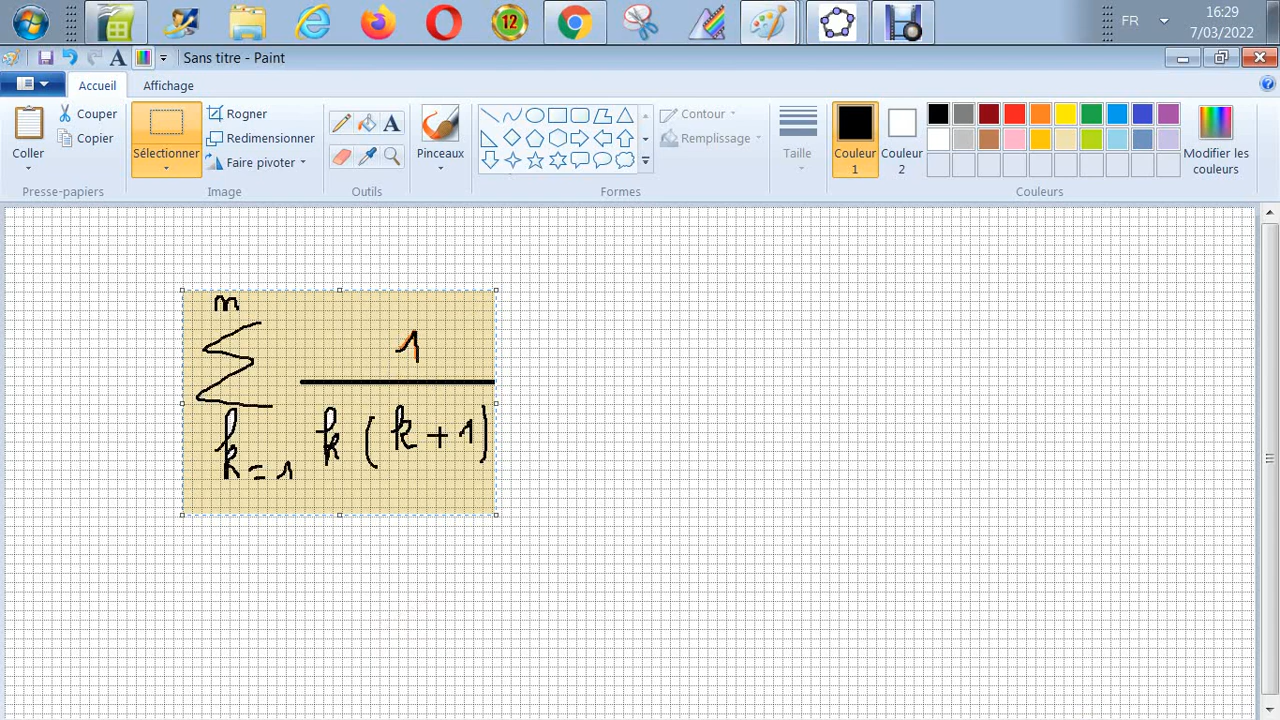 12
FR
16:29
7/03/2022
Sans titre - Paint
Accueil
Affichage
Coller
Couper
Copier
Presse-papiers
Sélectionner
Rogner
Redimensionner
Faire pivoter
Image
A
Outils
Pinceaux
Contour
Remplissage
Formes
Taille
Couleur 1
Couleur 2
Modifier les couleurs
Couleurs
n
∑ 1
k=1 k(k+1)